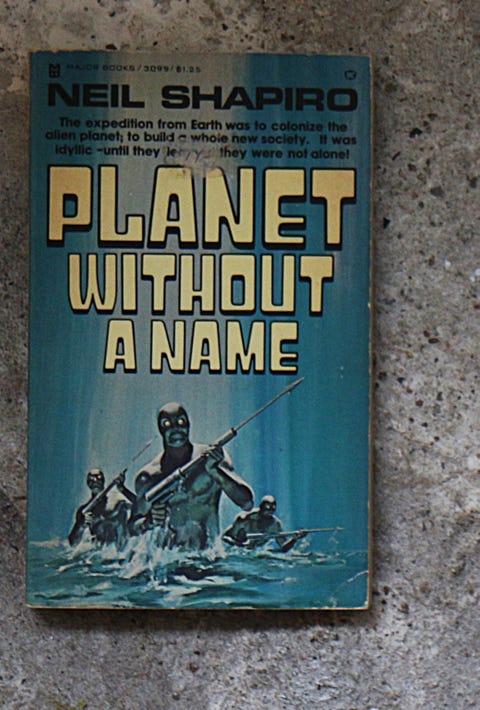 MAJOR BOOKS / 3099 / $1.25
NEIL SHAPIRO
The expedition from Earth was to colonize the
alien planet; to build a whole new society. It was
idyllic –until they they were not alone!
PLANET
WITHOUT
A NAME